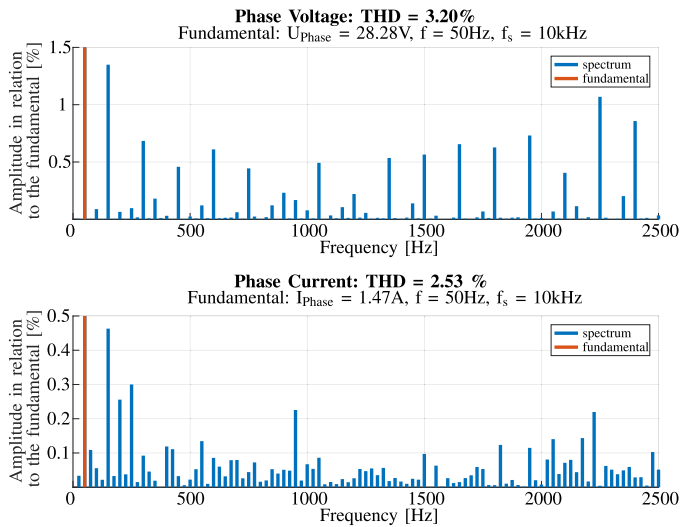 Phase Voltage: THD = 3.20%
Fundamental: UPhase = 28.28V, f = 50Hz, fs = 10kHz
Amplitude in relation
to the fundamental [%]
1.5
1
0.5
0
500
1000
1500
2000
2500
spectrum
fundamental
Frequency [Hz]
Phase Current: THD = 2.53 %
Fundamental: IPhase = 1.47A, f = 50Hz, fs = 10kHz
Amplitude in relation
to the fundamental [%]
0.5
0.4
0.3
0.2
0.1
0
500
1000
1500
2000
2500
spectrum
fundamental
Frequency [Hz]